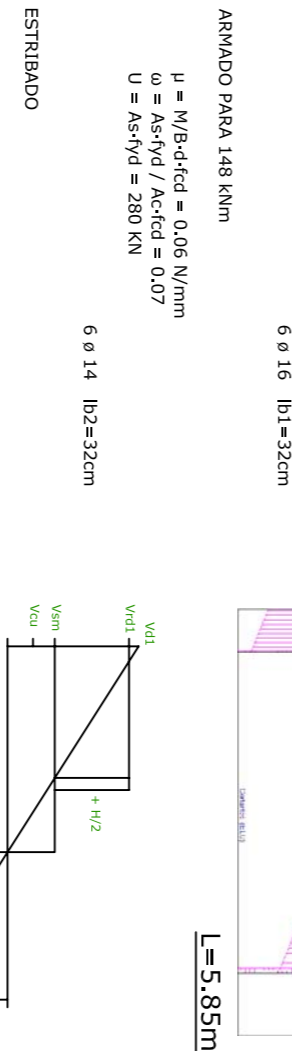 6 ø 16 lb1=32cm
ARMADO PARA 148 kNm
L=5.85m
μ = M/B·d·fcd = 0.06 N/mm
ω = As·fyd / Ac·fcd = 0.07
U = As·fyd = 280 KN
6 ø 14 lb2=32cm
ESTRIBADO
Vd1
Vrd1
+ H/2
Vsm
Vcu